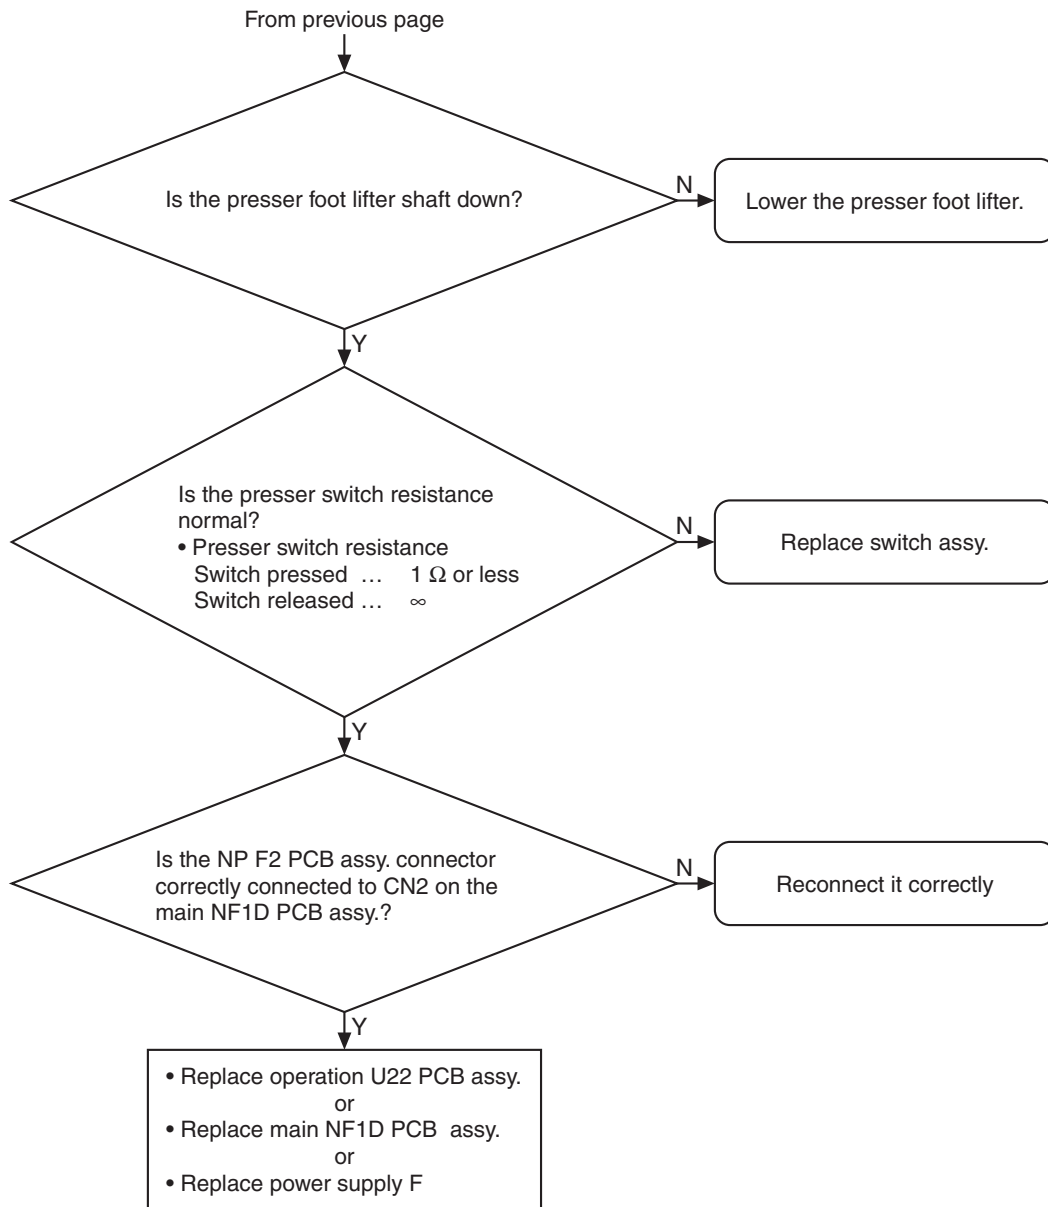 From previous page
Is the presser foot lifter shaft down?
N
Lower the presser foot lifter.
Y
Is the presser switch resistance
normal?
• Presser switch resistance
Switch pressed … 1 Ω or less
Switch released … ∞
N
Replace switch assy.
Y
Is the NP F2 PCB assy. connector
correctly connected to CN2 on the
main NF1D PCB assy.?
N
Reconnect it correctly
Y
• Replace operation U22 PCB assy.
or
• Replace main NF1D PCB assy.
or
• Replace power supply F